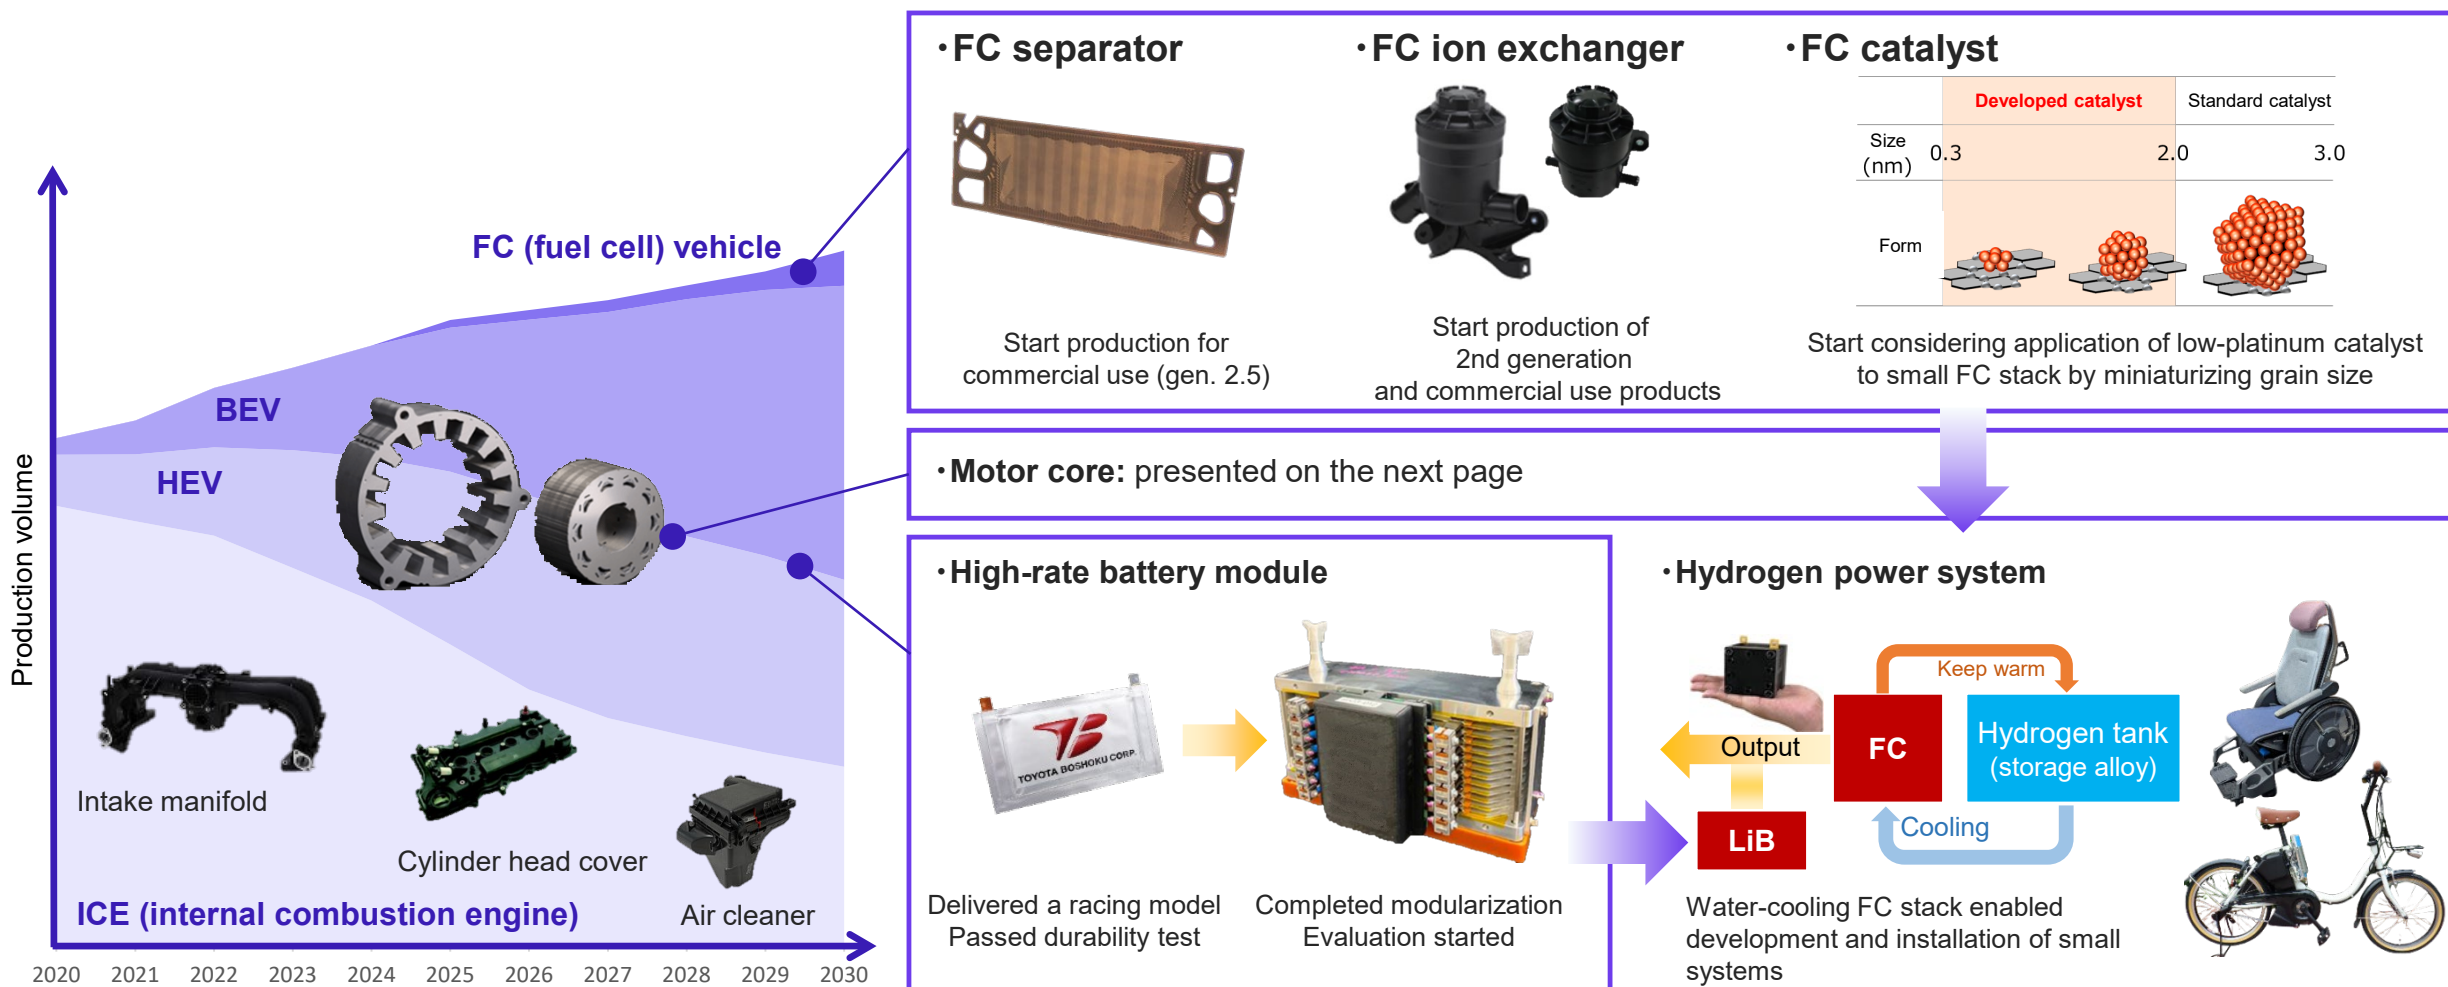 ・FC separator
Start production for
commercial use (gen. 2.5)
・FC ion exchanger
Start production of
2nd generation
and commercial use products
・FC catalyst
Developed catalyst
Standard catalyst
Size
(nm)
0.3
2.0
3.0
Form
Start considering application of low-platinum catalyst
to small FC stack by miniaturizing grain size
Production volume
FC (fuel cell) vehicle
BEV
HEV
Intake manifold
Cylinder head cover
Air cleaner
ICE (internal combustion engine)
2020 2021 2022 2023 2024 2025 2026 2027 2028 2029 2030
・Motor core: presented on the next page
・High-rate battery module
TB
TOYOTA BOSHOKU CORP.
Delivered a racing model
Passed durability test
Completed modularization
Evaluation started
・Hydrogen power system
Keep warm
Output
FC
Hydrogen tank
(storage alloy)
LiB
Cooling
Water-cooling FC stack enabled
development and installation of small
systems